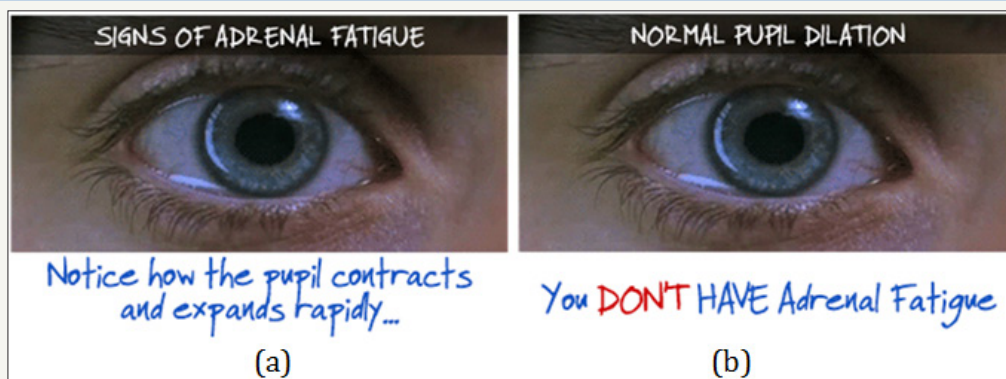 SIGNS OF ADRENAL FATIGUE
Notice how the pupil contracts
and expands rapidly...
(a)
NORMAL PUPIL DILATION
You DON'T HAVE Adrenal Fatigue
(b)